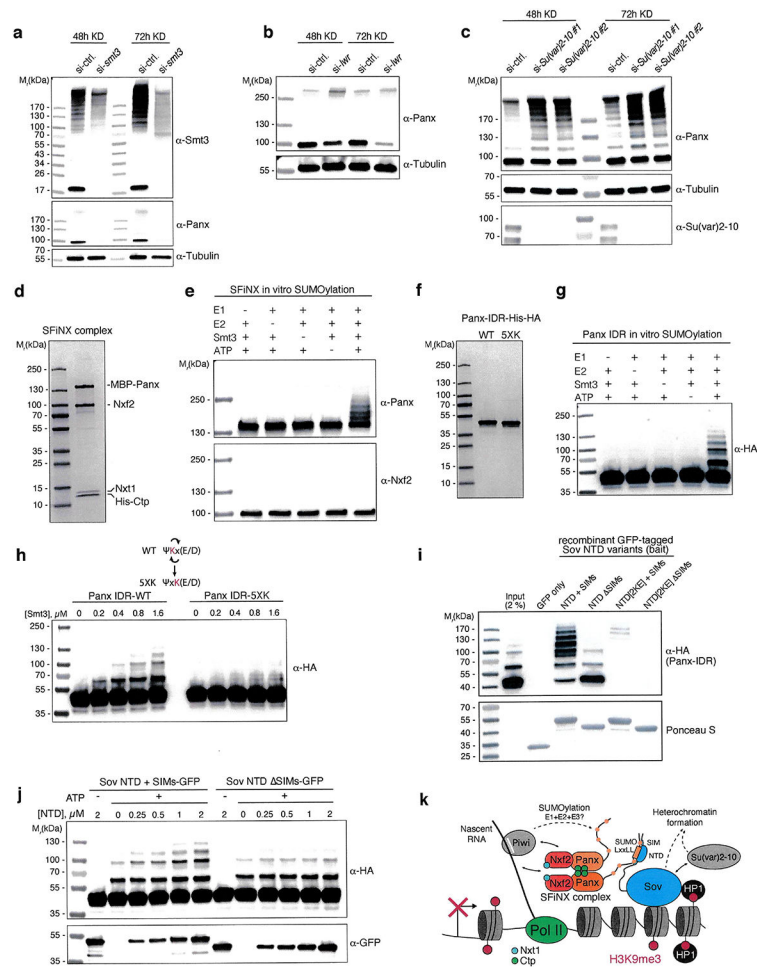 a
48h KD 72h KD
si-ctrl. si-smt3 si-ctrl. si-smt3
Mr(kDa)
170
130
100
70
55
43
34
26
17
α-Smt3
170
130
100
α-Panx
70
55
α-Tubulin
b
48h KD 72h KD
si-ctrl. si-lwr si-ctrl. si-lwr
Mr(kDa)
250
130
100
α-Panx
55
α-Tubulin
c
48h KD 72h KD
si-ctrl. si-Su(var)2-10 #1 si-Su(var)2-10 #2 si-ctrl. si-Su(var)2-10 #1 si-Su(var)2-10 #2
Mr(kDa)
170
130
100
α-Panx
70
55
α-Tubulin
100
70
α-Su(var)2-10
d
SFiNX complex
Mr(kDa)
250
130
100
70
55
35
25
15
10
MBP-Panx
Nxf2
Nxt1
His-Ctp
e
SFiNX in vitro SUMOylation
E1 - + + + +
E2 + - + + +
Smt3 + + - + +
ATP + + + - +
Mr(kDa)
250
130
α-Panx
130
100
α-Nxf2
f
Panx-IDR-His-HA
WT 5XK
Mr(kDa)
250
130
100
70
55
35
25
15
10
g
Panx IDR in vitro SUMOylation
E1 - + + + +
E2 + - + + +
Smt3 + + - + +
ATP + + + - +
Mr(kDa)
250
130
100
70
55
35
α-HA
h
WT ΨKx(E/D)
5XK ΨxK(E/D)
Panx IDR-WT Panx IDR-5XK
[Smt3], μM 0 0.2 0.4 0.8 1.6 0 0.2 0.4 0.8 1.6
Mr(kDa)
250
130
100
70
55
35
α-HA
i
recombinant GFP-tagged
Sov NTD variants (bait)
Input (2 %) GFP only NTD + SIMs NTD ΔSIMs NTD[2KE] + SIMs NTD[2KE] ΔSIMs
Mr(kDa)
170
130
100
70
55
40
α-HA
(Panx-IDR)
70
55
40
35
25
Ponceau S
j
Sov NTD + SIMs-GFP Sov NTD ΔSIMs-GFP
ATP - + - +
[NTD], μM 2 0 0.25 0.5 1 2 2 0 0.25 0.5 1 2
Mr(kDa)
130
100
70
55
40
α-HA
55
35
α-GFP
k
Nascent
RNA
Piwi
SUMOylation
E1+E2+E3?
Heterochromatin
formation
Nxf2 Panx
Nxf2 Panx
SFiNX complex
SUMO
LxxLL
SIM
NTD
Su(var)2-10
Sov
HP1
Pol II
H3K9me3
HP1
Nxt1
Ctp